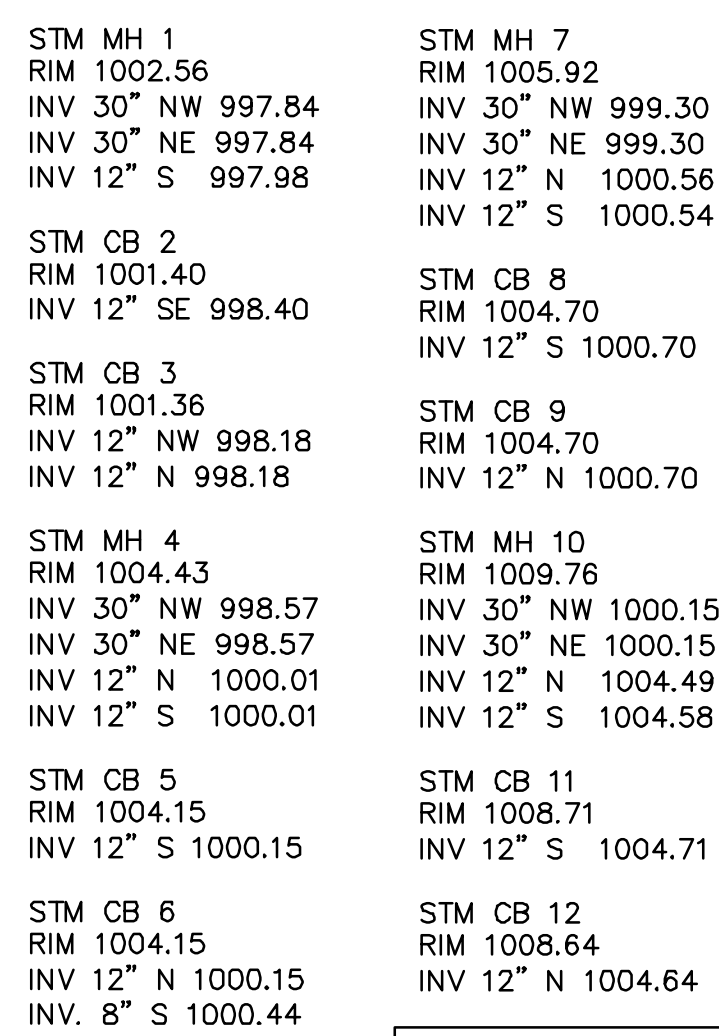 STM MH 1
RIM 1002.56
INV 30" NW 997.84
INV 30" NE 997.84
INV 12" S 997.98
STM CB 2
RIM 1001.40
INV 12" SE 998.40
STM CB 3
RIM 1001.36
INV 12" NW 998.18
INV 12" N 998.18
STM MH 4
RIM 1004.43
INV 30" NW 998.57
INV 30" NE 998.57
INV 12" N 1000.01
INV 12" S 1000.01
STM CB 5
RIM 1004.15
INV 12" S 1000.15
STM CB 6
RIM 1004.15
INV 12" N 1000.15
INV. 8" S 1000.44
STM MH 7
RIM 1005.92
INV 30" NW 999.30
INV 30" NE 999.30
INV 12" N 1000.56
INV 12" S 1000.54
STM CB 8
RIM 1004.70
INV 12" S 1000.70
STM CB 9
RIM 1004.70
INV 12" N 1000.70
STM MH 10
RIM 1009.76
INV 30" NW 1000.15
INV 30" NE 1000.15
INV 12" N 1004.49
INV 12" S 1004.58
STM CB 11
RIM 1008.71
INV 12" S 1004.71
STM CB 12
RIM 1008.64
INV 12" N 1004.64